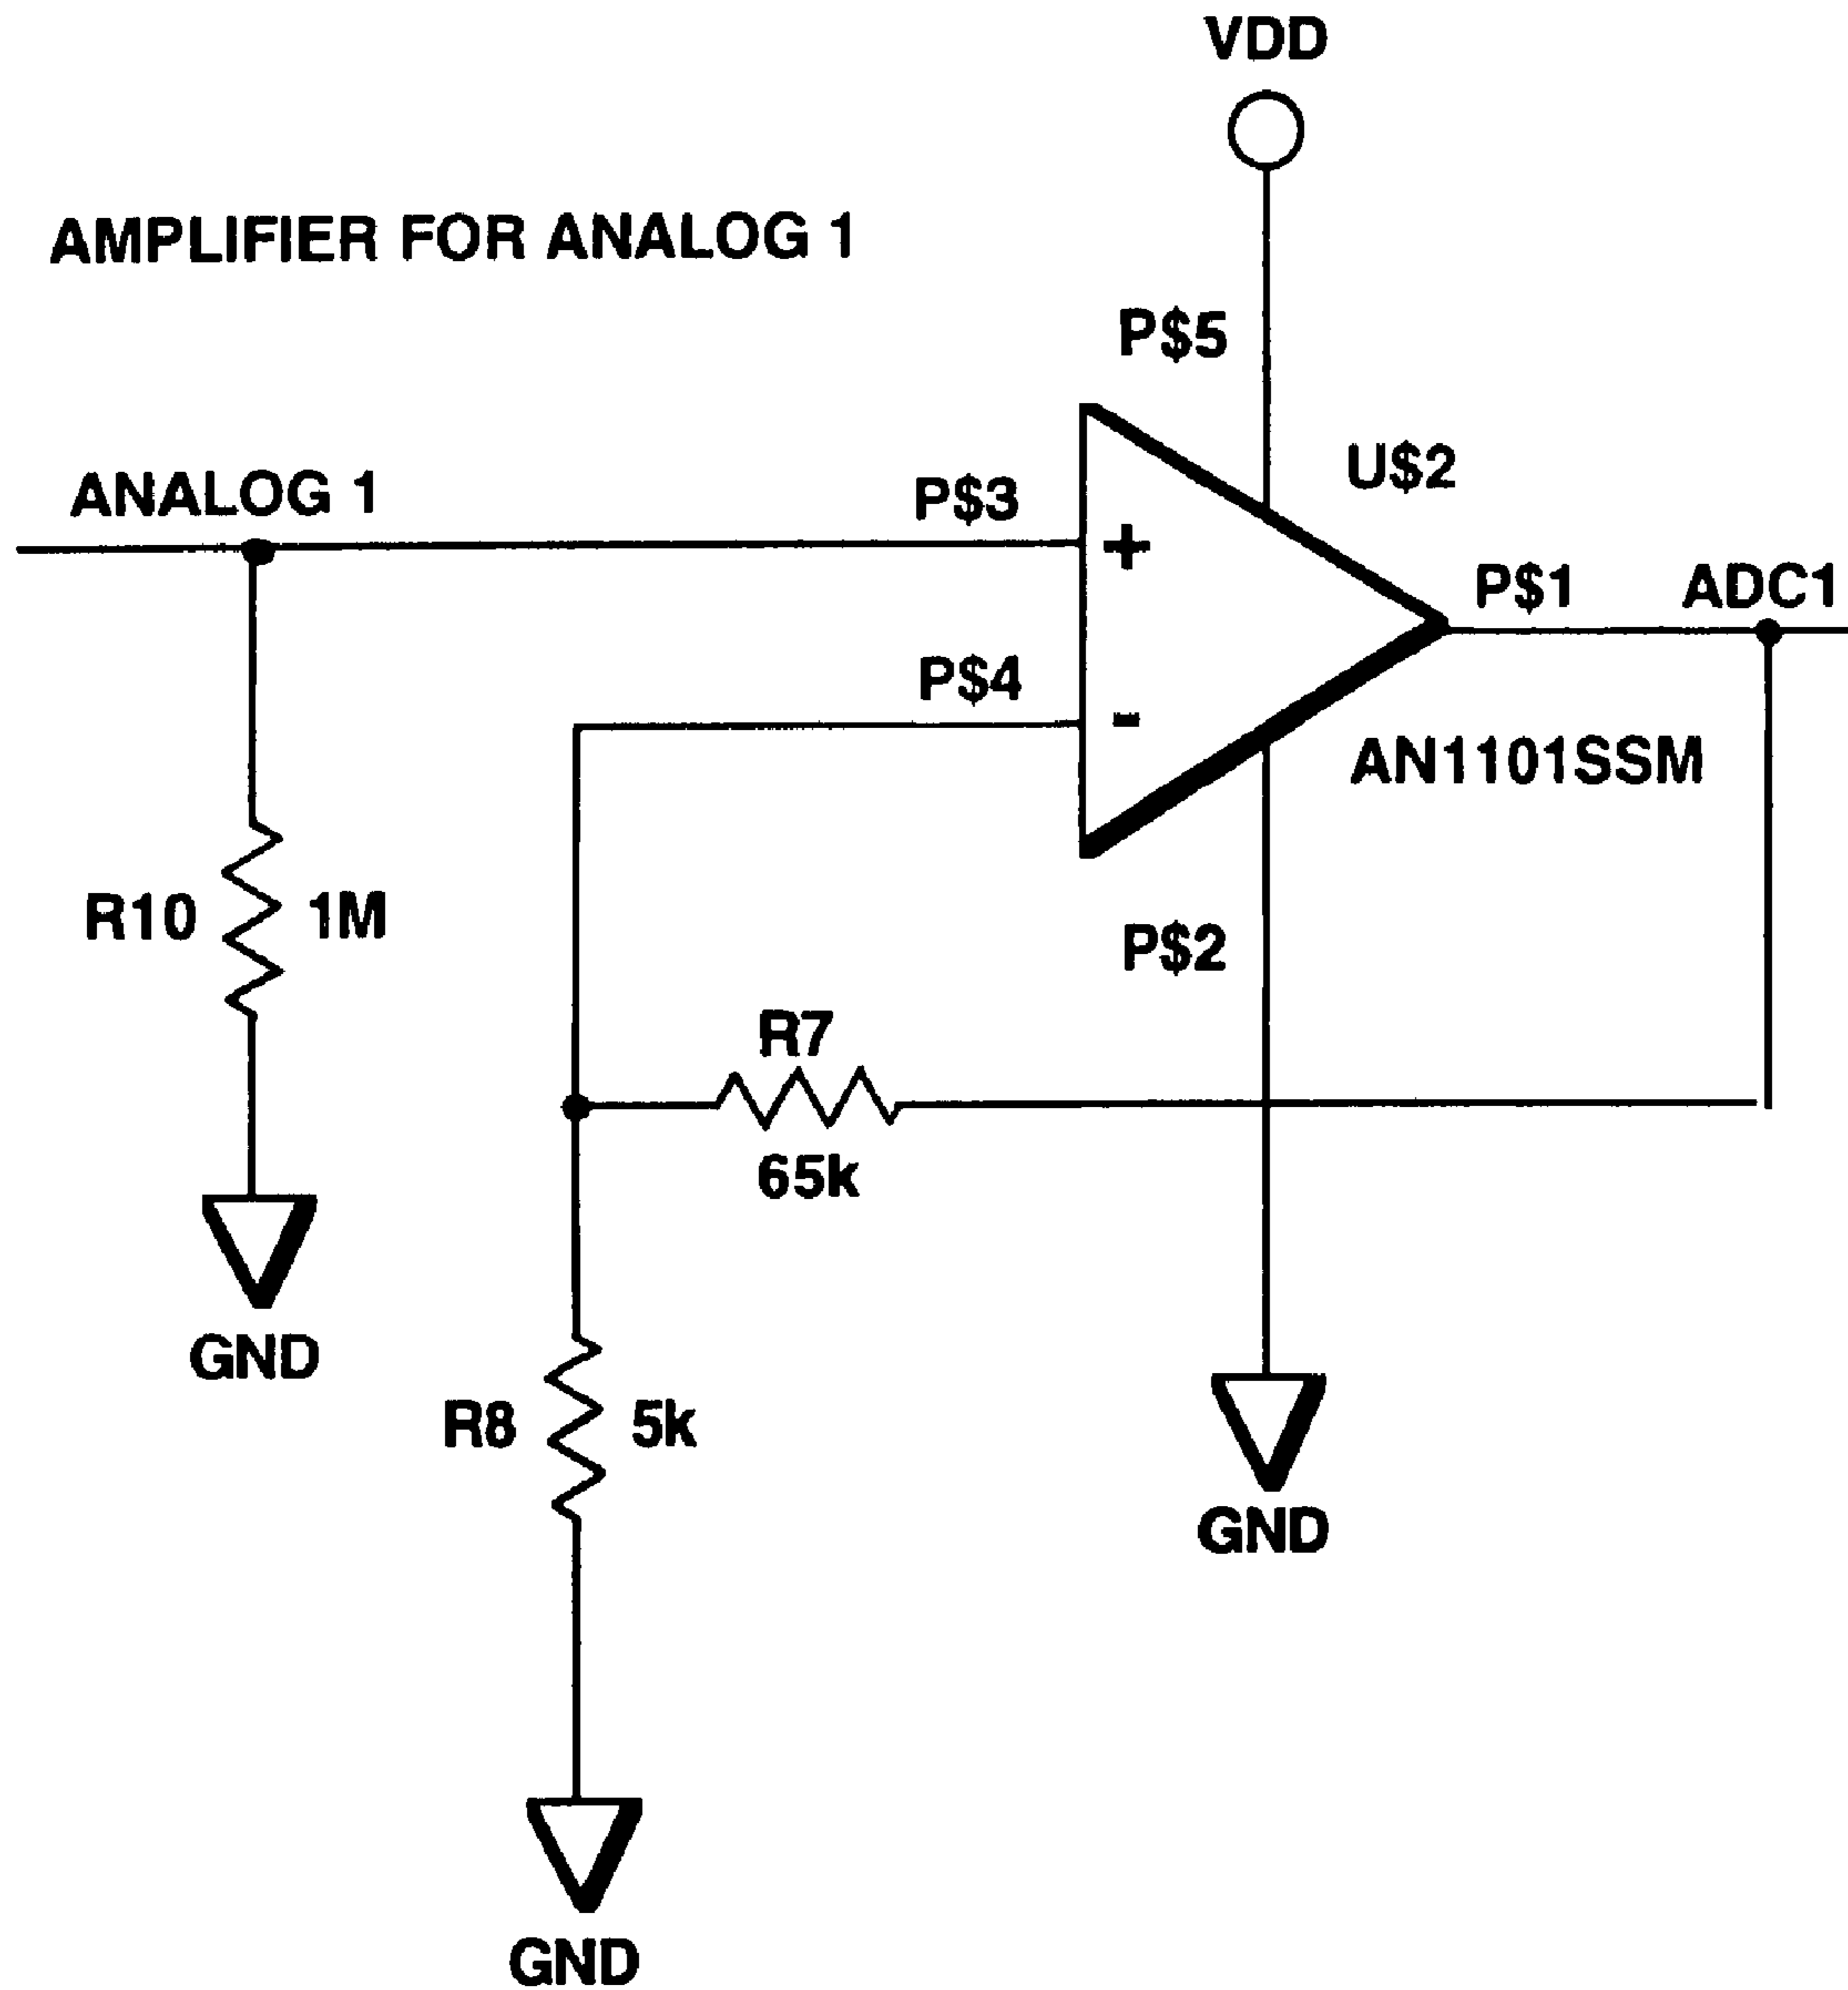 VDD
AMPLIFIER FOR ANALOG 1
P$5
U$2
ANALOG 1
P$3
+
P$1
ADC1
P$4
-
AN1101SSM
R10
1M
P$2
R7
65k
GND
R8
5k
GND
GND